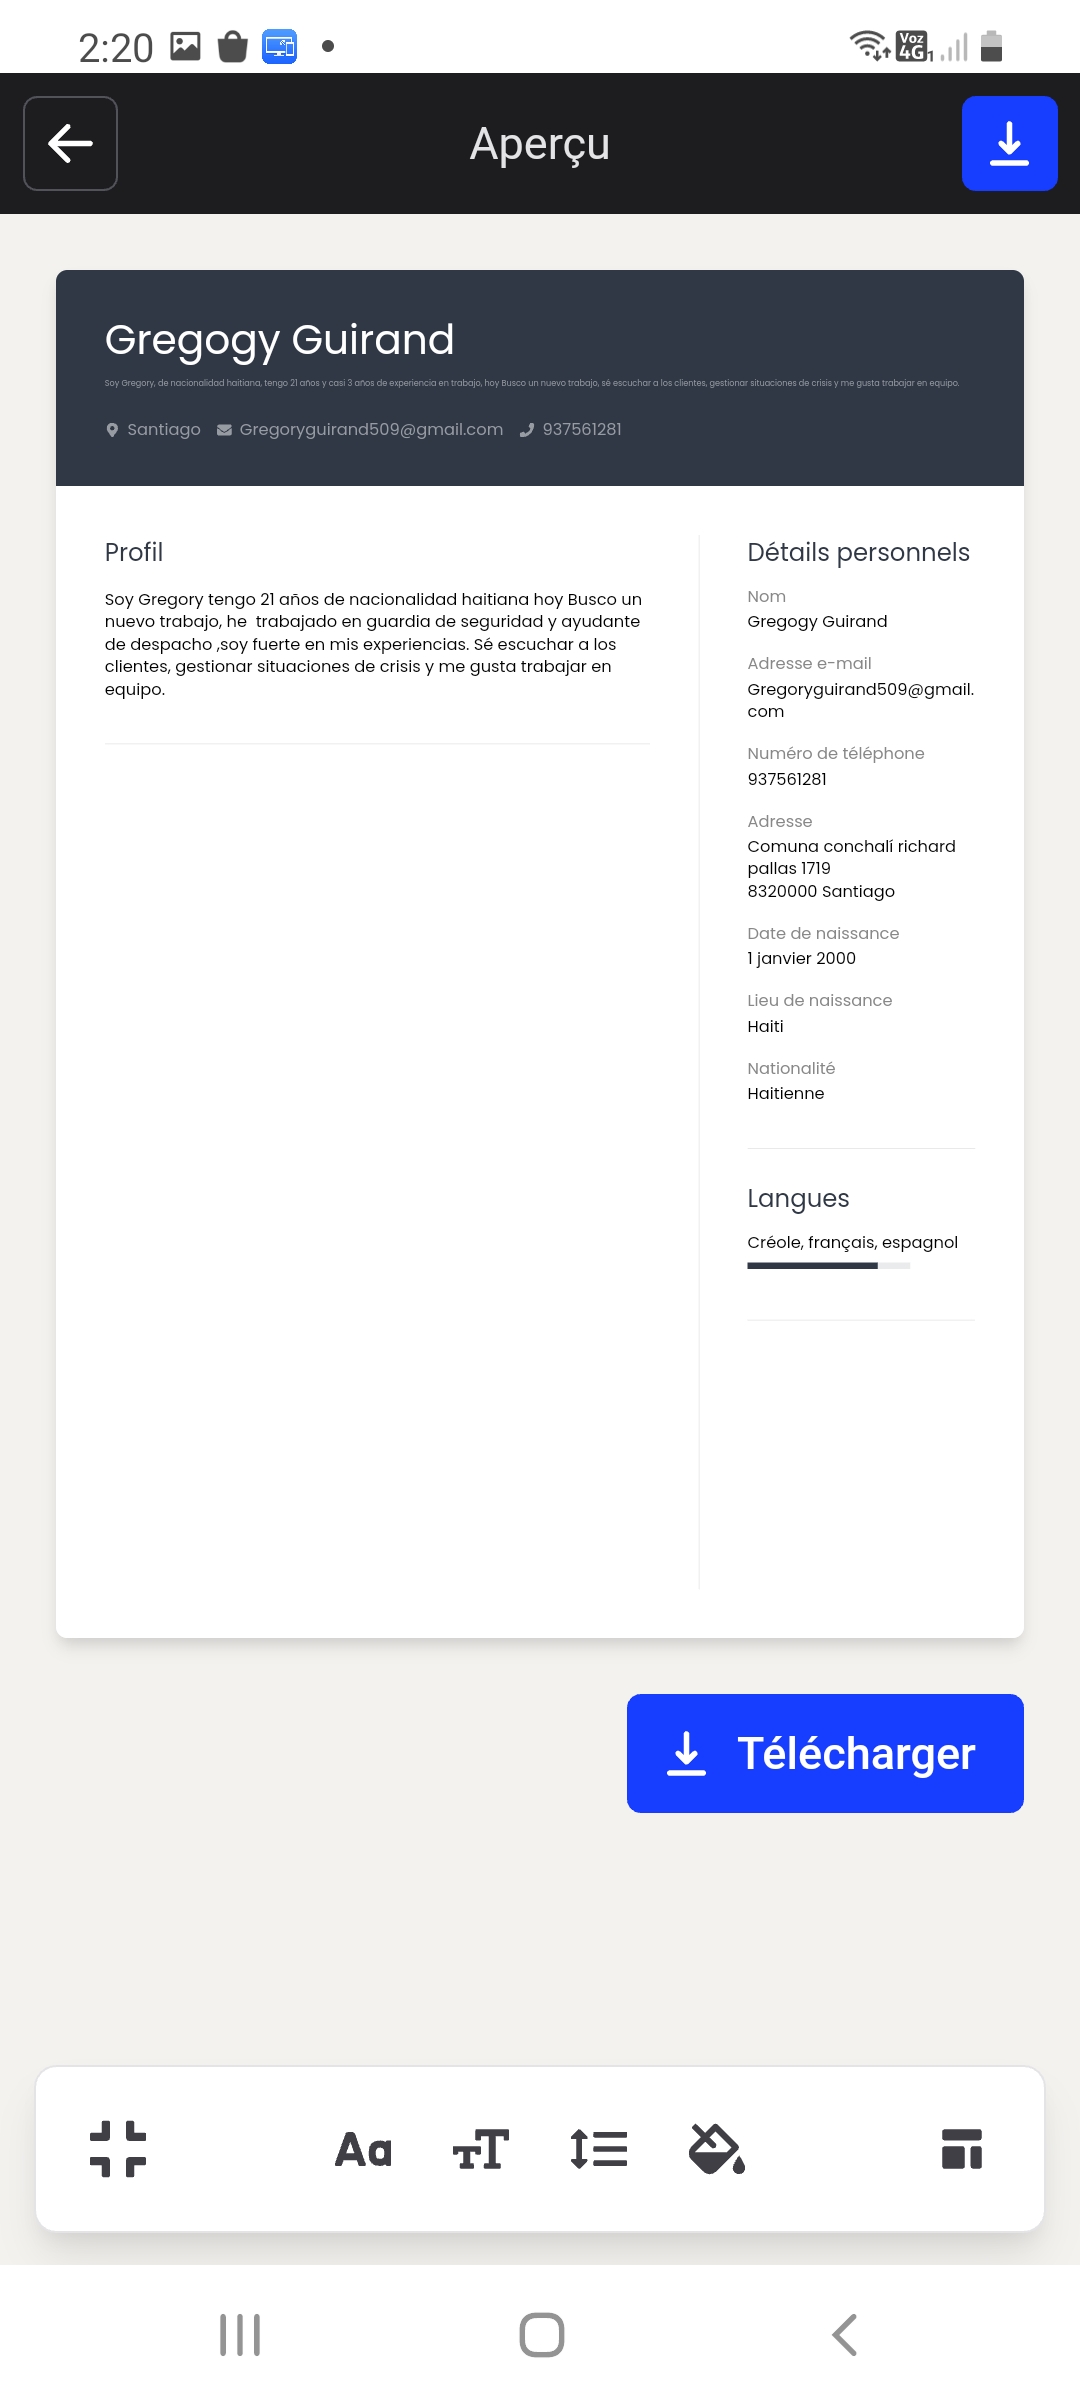 2:20
Voz
4G 1
Aperçu
Gregogy Guirand
Soy Gregory, de nacionalidad haitiana, tengo 21 años y casi 3 años de experiencia en trabajo, hoy Busco un nuevo trabajo, sé escuchar a los clientes, gestionar situaciones de crisis y me gusta trabajar en equipo.
Santiago Gregoryguirand509@gmail.com 937561281
Profil
Soy Gregory tengo 21 años de nacionalidad haitiana hoy Busco un
nuevo trabajo, he  trabajado en guardia de seguridad y ayudante
de despacho ,soy fuerte en mis experiencias. Sé escuchar a los
clientes, gestionar situaciones de crisis y me gusta trabajar en
equipo.
Détails personnels
Nom
Gregogy Guirand
Adresse e-mail
Gregoryguirand509@gmail.
com
Numéro de téléphone
937561281
Adresse
Comuna conchalí richard
pallas 1719
8320000 Santiago
Date de naissance
1 janvier 2000
Lieu de naissance
Haiti
Nationalité
Haitienne
Langues
Créole, français, espagnol
Télécharger
Aa
TT